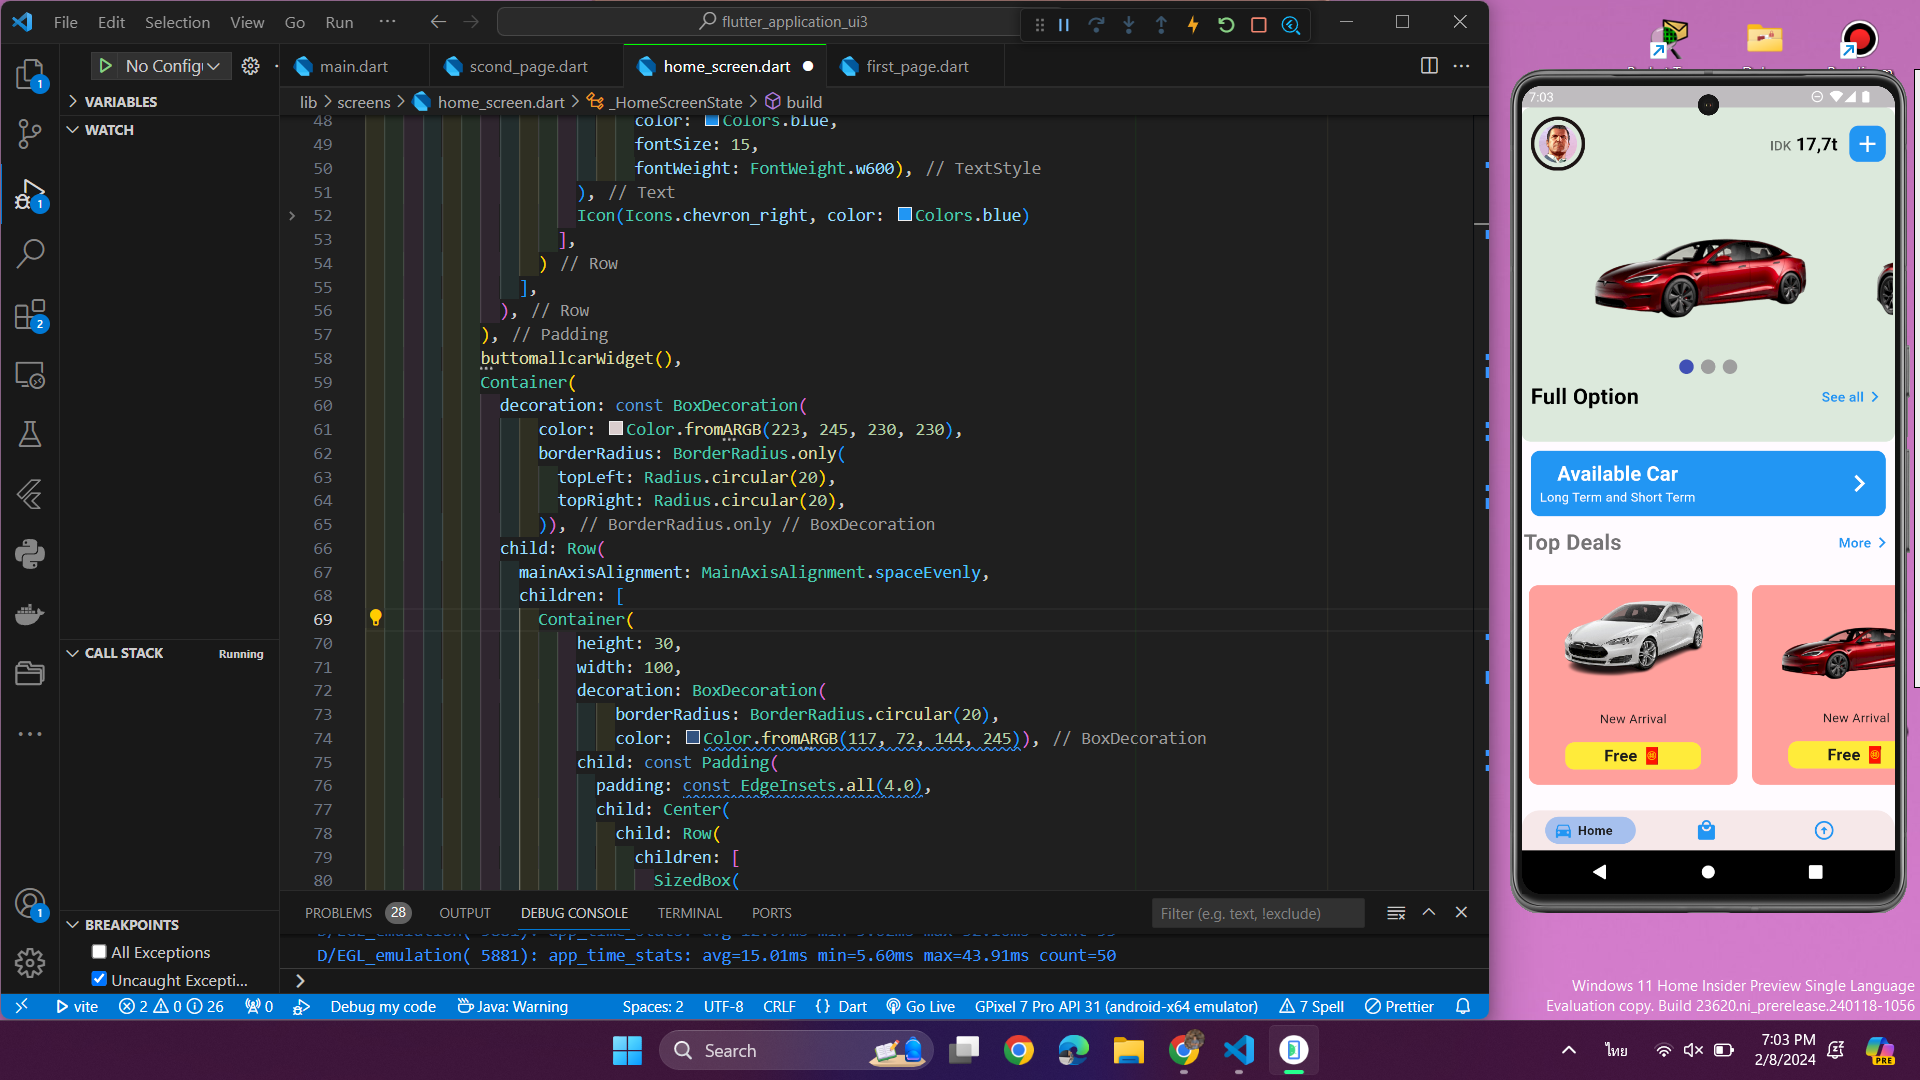 File Edit Selection View Go Run ··· flutter_application_ui3
No Config main.dart scond_page.dart home_screen.dart first_page.dart ···
lib > screens > home_screen.dart > _HomeScreenState > build
VARIABLES
WATCH
48 color: Colors.blue,
49 fontSize: 15,
50 fontWeight: FontWeight.w600), // TextStyle
51 ), // Text
52 Icon(Icons.chevron_right, color: Colors.blue)
53 ],
54 ) // Row
55 ],
56 ), // Row
57 ), // Padding
58 buttomallcarWidget(),
59 Container(
60 decoration: const BoxDecoration(
61 color: Color.fromARGB(223, 245, 230, 230),
62 borderRadius: BorderRadius.only(
63 topLeft: Radius.circular(20),
64 topRight: Radius.circular(20),
65 )), // BorderRadius.only // BoxDecoration
66 child: Row(
67 mainAxisAlignment: MainAxisAlignment.spaceEvenly,
68 children: [
69 Container(
70 height: 30,
71 width: 100,
72 decoration: BoxDecoration(
73 borderRadius: BorderRadius.circular(20),
74 color: Color.fromARGB(117, 72, 144, 245)), // BoxDecoration
75 child: const Padding(
76 padding: const EdgeInsets.all(4.0),
77 child: Center(
78 child: Row(
79 children: [
80 SizedBox(
1
1
2
1
CALL STACK Running
BREAKPOINTS
All Exceptions
Uncaught Excepti...
PROBLEMS 28 OUTPUT DEBUG CONSOLE TERMINAL PORTS Filter (e.g. text, !exclude)
D/EGL_emulation( 5881): app_time_stats: avg=15.01ms min=5.60ms max=43.91ms count=50
vite 2 0 26 0 Debug my code Java: Warning Spaces: 2 UTF-8 CRLF {} Dart Go Live GPixel 7 Pro API 31 (android-x64 emulator) 7 Spell Prettier
7:03
IDK 17,7t
Full Option See all
Available Car
Long Term and Short Term
Top Deals More
New Arrival New Arrival
Free Free
Home
Windows 11 Home Insider Preview Single Language
Evaluation copy. Build 23620.ni_prerelease.240118-1056
Search
ไทย
7:03 PM
2/8/2024
PRE